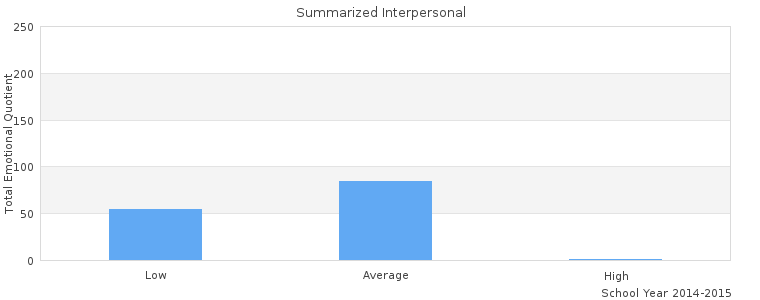 Summarized Interpersonal
250
200
150
100
50
0
Total Emotional Quotient
Low Average High
School Year 2014-2015